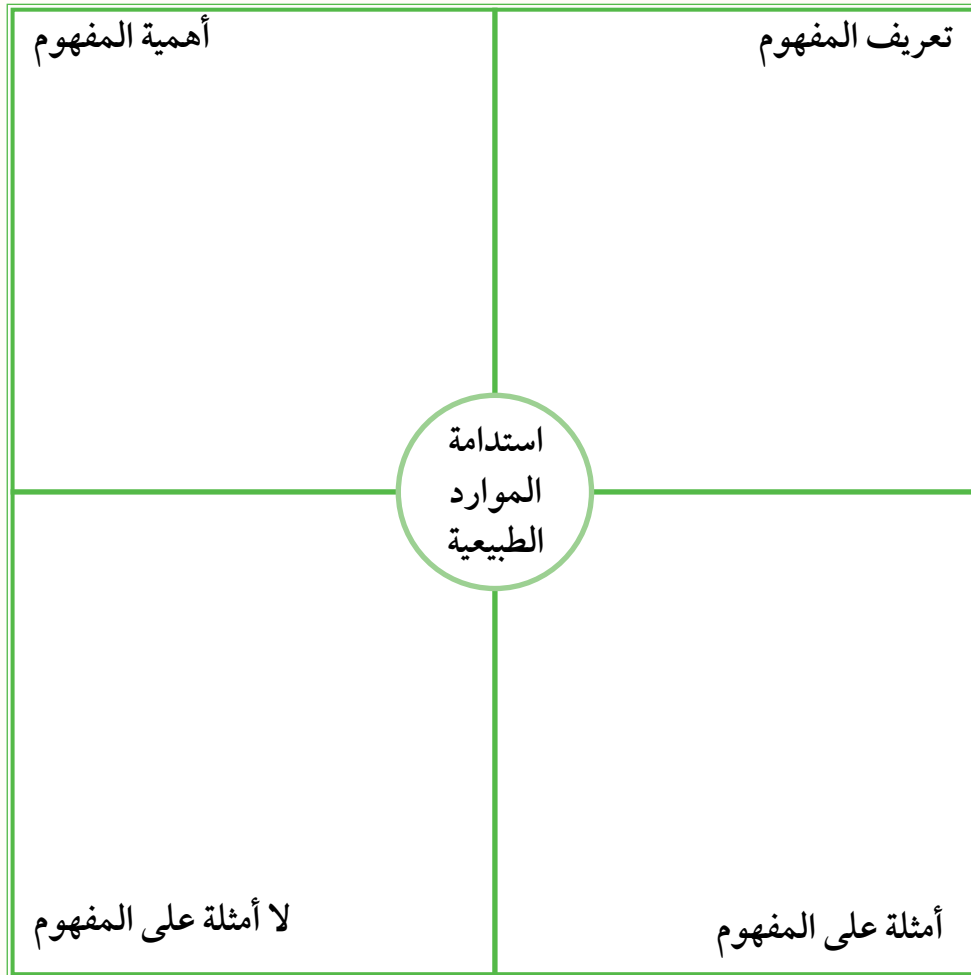 تعريف المفهوم
أهمية المفهوم
استدامة
الموارد
الطبيعية
أمثلة على المفهوم
لا أمثلة على المفهوم